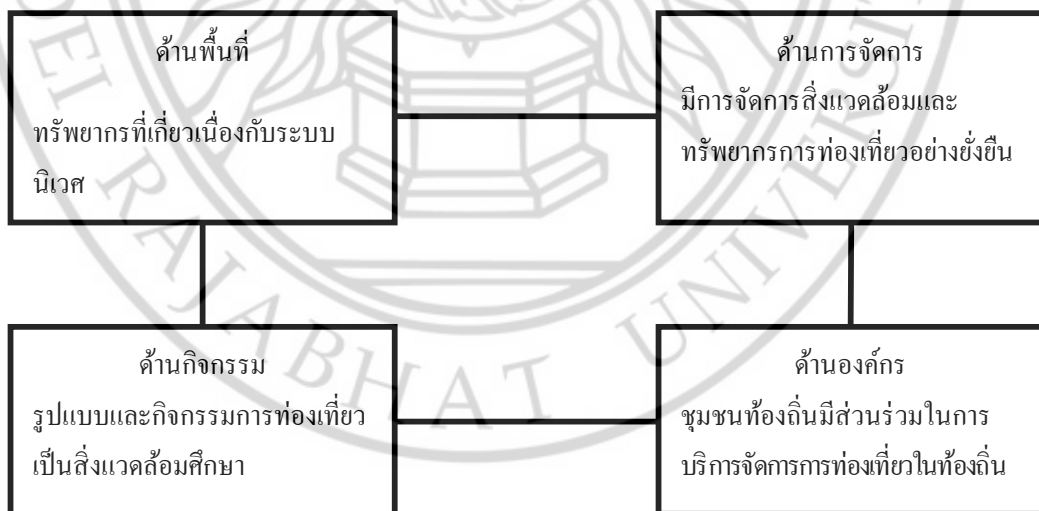 ด้านพื้นที่
ทรัพยากรที่เกี่ยวเนื่องกับระบบ
นิเวศ
ด้านการจัดการ
มีการจัดการสิ่งแวดล้อมและ
ทรัพยากรการท่องเที่ยวอย่างยั่งยืน
ด้านกิจกรรม
รูปแบบและกิจกรรมการท่องเที่ยว
เป็นสิ่งแวดล้อมศึกษา
ด้านองค์กร
ชุมชนท้องถิ่นมีส่วนร่วมในการ
บริการจัดการการท่องเที่ยวในท้องถิ่น
RAJABHAT UNIVERSIT